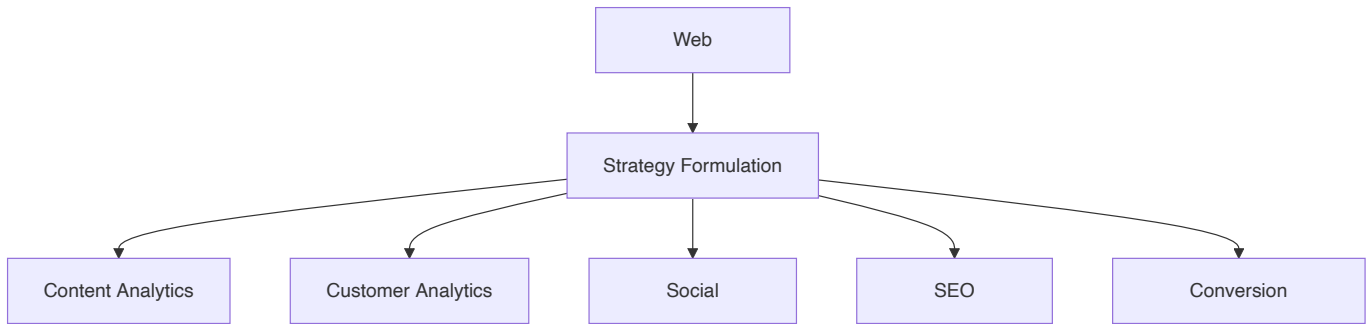 Web
Strategy Formulation
Content Analytics
Customer Analytics
Social
SEO
Conversion